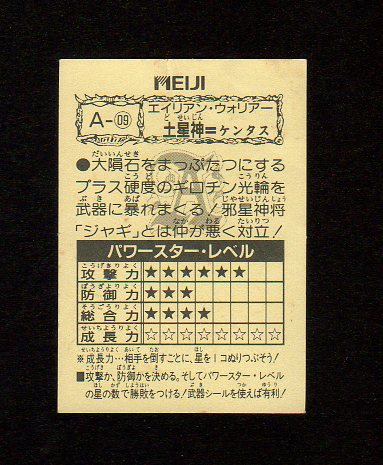 MEIJI
A-09
エイリアン・ウォリアー
土星神=ケンタス
●大隕石をまっぷたつにする
プラス硬度のギロチン光輪を
武器に暴れまくる!邪星神将
「ジャギ」とは仲が悪く対立!
パワースター・レベル
攻撃力★★★★★★
防御力★★★
総合力★★★★
成長力☆☆☆☆☆☆☆☆
※成長力…相手を倒すごとに、星を1コぬりつぶそう!
■攻撃か、防御かを決める。そしてパワースター・レベル
の星の数で勝敗をつける!武器シールを使えば有利!